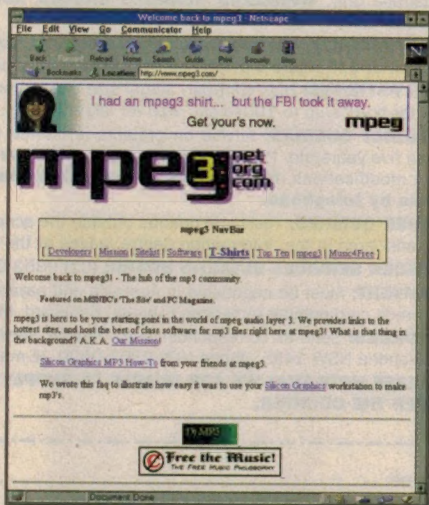 Welcome back to mpeg3 - Netscape
File Edit View Go Communicator Help
Back Forward Reload Home Search Guide Print Security Stop
Bookmarks Location: http://www.mpeg3.com/
I had an mpeg3 shirt... but the FBI took it away.
Get your's now. mpeg
mpeg3 net
org
com
mpeg3 NavBar
[ Developers | Mission | Sitelist | Software | T-Shirts | Top Ten | mpeg3 | Music4Free ]
Welcome back to mpeg3! - The hub of the mp3 community.
Featured on MSNBC's 'The Site' and PC Magazine.
mpeg3 is here to be your starting point in the world of mpeg audio layer 3. We provides links to the
hottest sites, and host the best of class software for mp3 files right here at mpeg3! What is that thing in
the background? A.K.A. Our Mission!
Silicon Graphics MP3 How-To from your friends at mpeg3.
We wrote this faq to illustrate how easy it was to use your Silicon Graphics workstation to make
mp3's.
Dj MP3
Free the Music!
THE FREE MUSIC PHILOSOPHY
Document Done